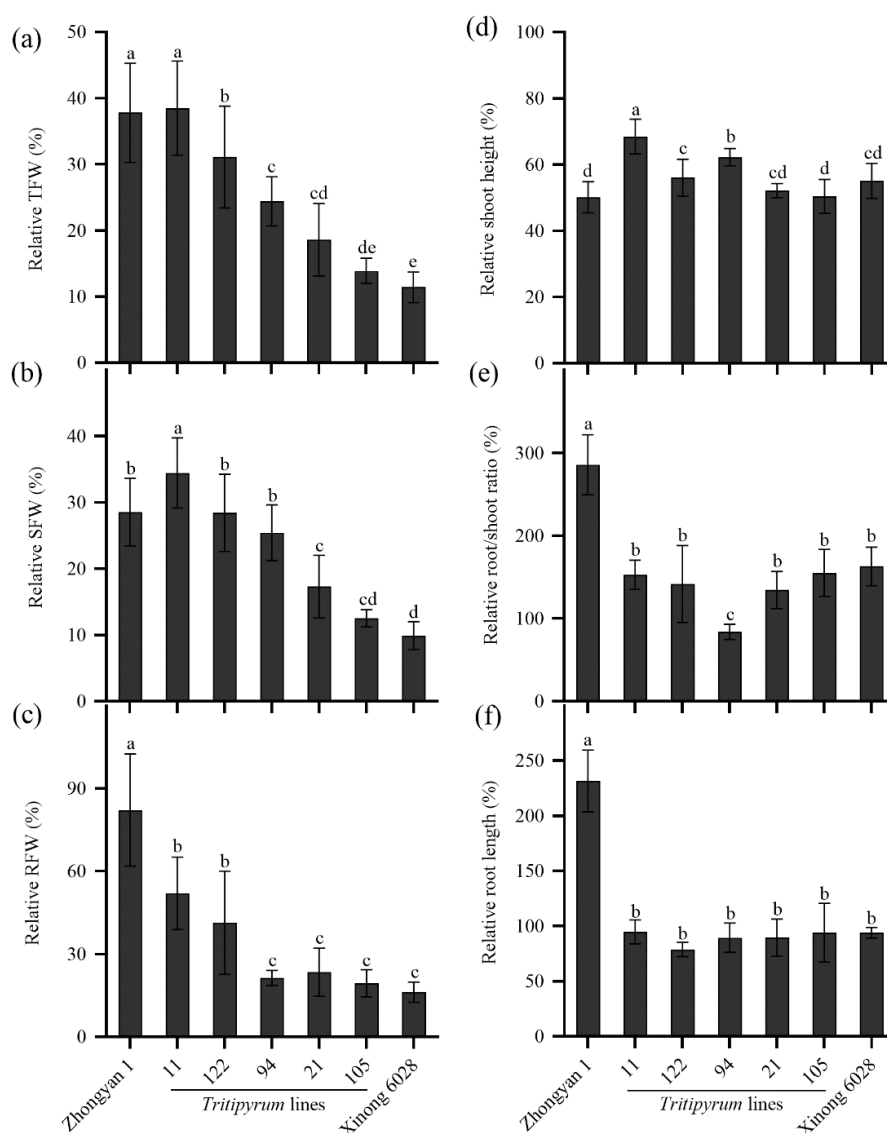 (a)
Relative TFW (%)
50
40
30
20
10
0
a
a
b
c
cd
de
e
(b)
Relative SFW (%)
40
30
20
10
0
b
a
b
b
c
cd
d
(c)
Relative RFW (%)
90
60
30
0
a
b
b
c
c
c
c
Zhongyan 1
11
122
94
21
105
Xinong 6028
Tritipyrum lines
(d)
Relative shoot height (%)
100
80
60
40
20
0
d
a
c
b
cd
d
cd
(e)
Relative root/shoot ratio (%)
300
200
100
0
a
b
b
c
b
b
b
(f)
Relative root length (%)
250
200
150
100
50
0
a
b
b
b
b
b
b
Zhongyan 1
11
122
94
21
105
Xinong 6028
Tritipyrum lines